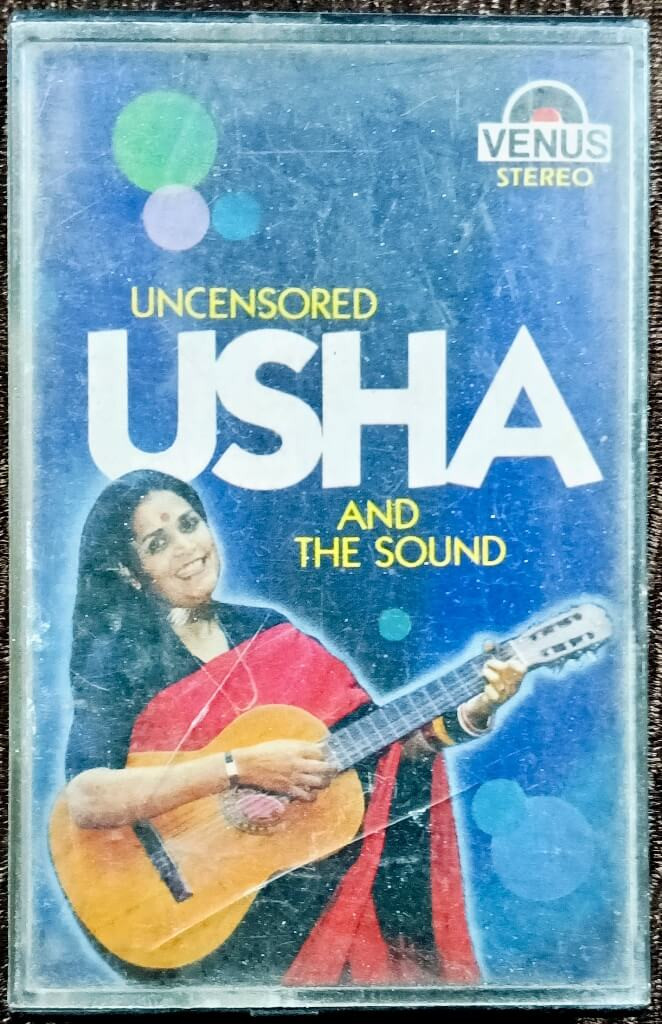 VENUS
STEREO
UNCENSORED
USHA
AND
THE SOUND